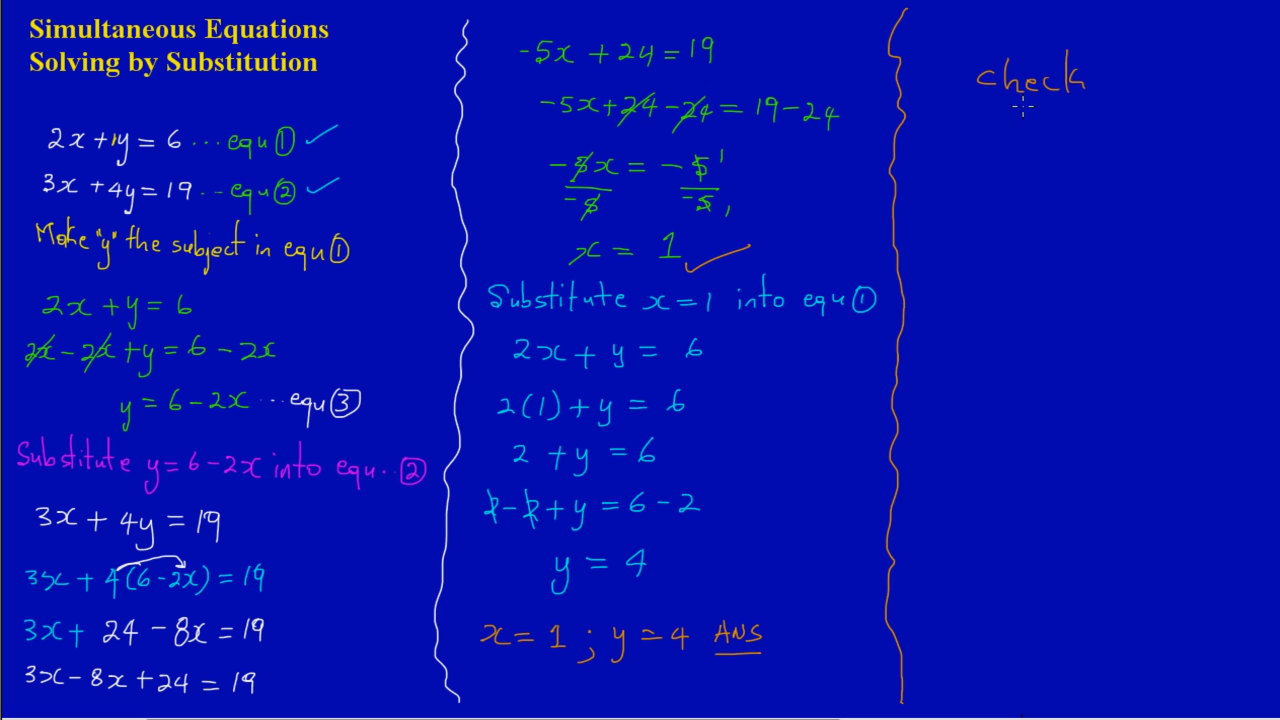 Simultaneous Equations
Solving by Substitution
2x + 1y = 6 ... equ ①
3x + 4y = 19 ... equ ②
Make "y" the subject in equ ①
2x + y = 6
2x - 2x + y = 6 - 2x
y = 6 - 2x ... equ ③
Substitute y = 6 - 2x into equ.. ②
3x + 4y = 19
3x + 4(6 - 2x) = 19
3x + 24 - 8x = 19
3x - 8x + 24 = 19
-5x + 24 = 19
-5x + 24 - 24 = 19 - 24
-5x = -5 1
-5 -5 1
x = 1
Substitute x = 1 into equ ①
2x + y = 6
2(1) + y = 6
2 + y = 6
2 - 2 + y = 6 - 2
y = 4
x = 1 ; y = 4 ANS
check